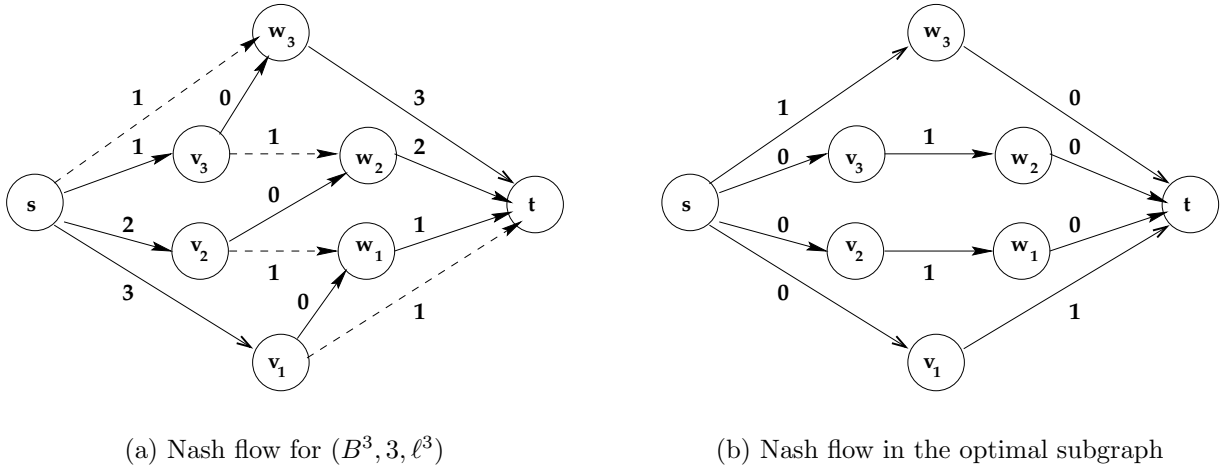 w3
1 0 3
1 v3 1 w2 2
s t
2 0
v2 1 w1 1
3 0 1
v1
(a) Nash flow for (B³, 3, ℓ³)
w3
1 0
0 v3 1 w2 0
s t
0 v2 1 w1 0
0 1
v1
(b) Nash flow in the optimal subgraph